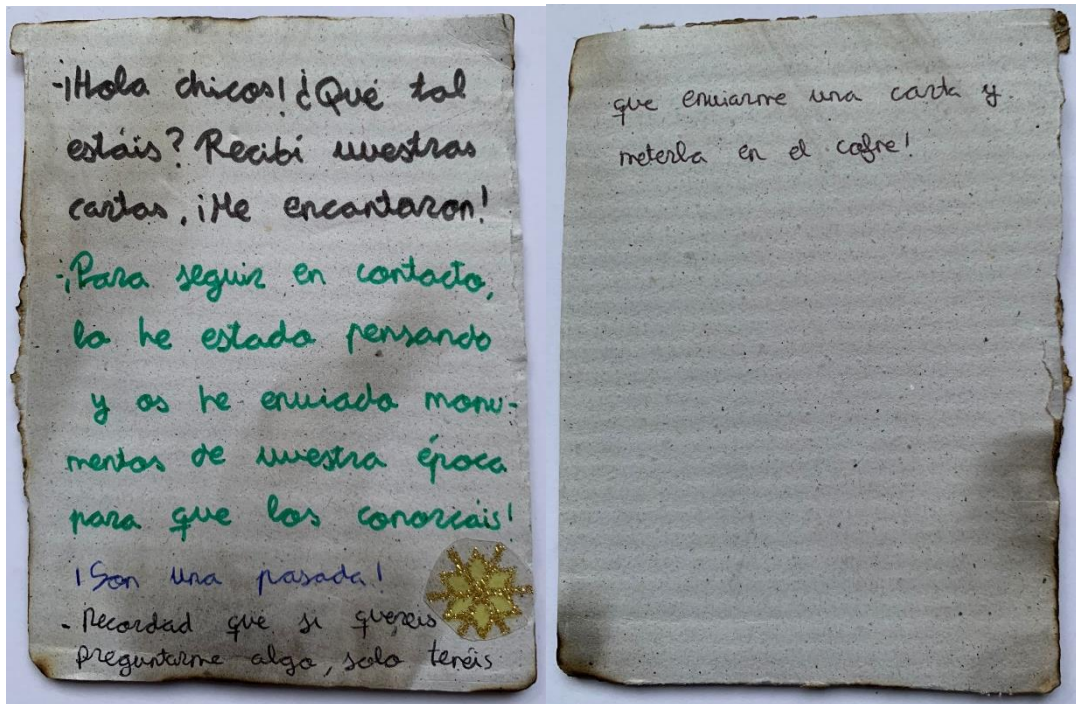 -¡Hola chicos! ¿Qué tal
estáis? Recibí vuestras
cartas, ¡Me encantaron!
-¡Para seguir en contacto,
lo he estado pensando
y os he enviado monu-
mentos de nuestra época
para que los conozcáis!
¡Son una pasada!
- Recordad que si queréis
preguntarme algo, solo tenéis
que enviarme una carta y
meterla en el cofre!